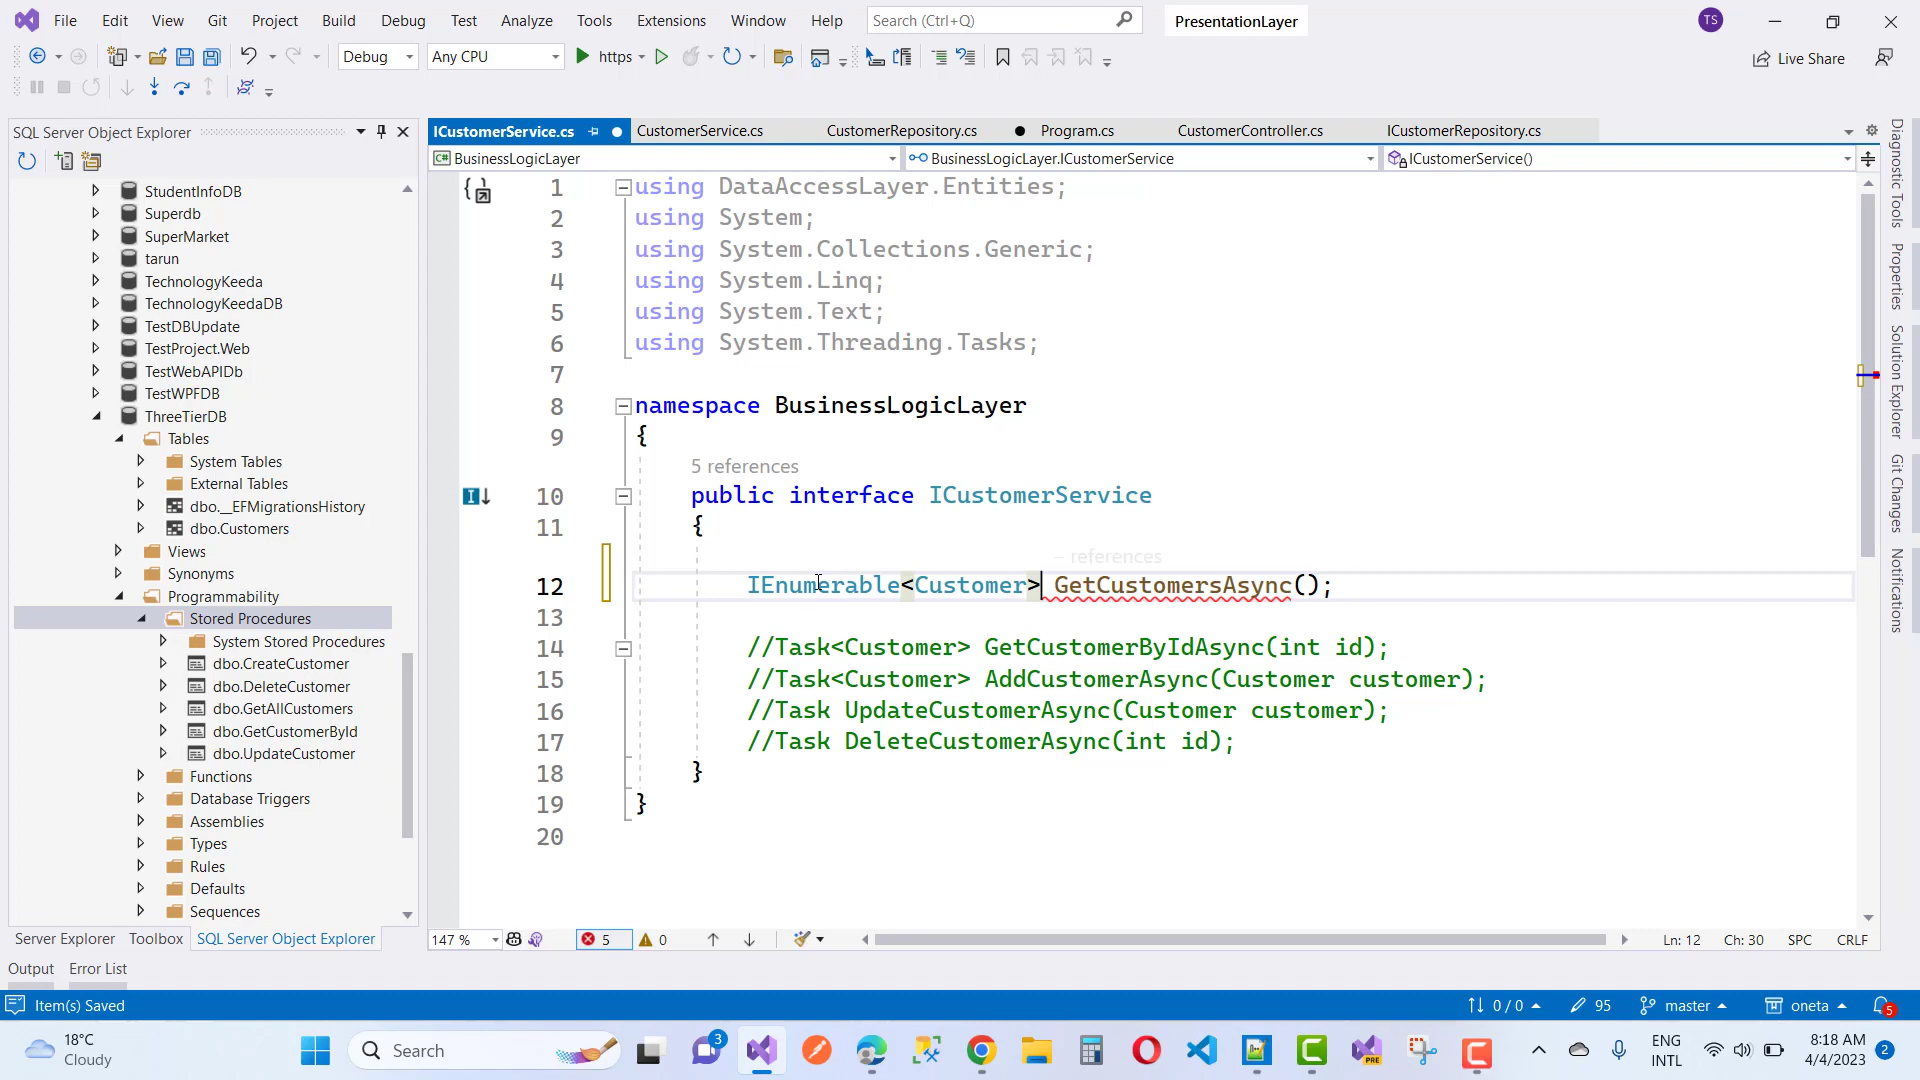 File Edit View Git Project Build Debug Test Analyze Tools Extensions Window Help Search (Ctrl+Q) PresentationLayer TS
Debug Any CPU https Live Share
SQL Server Object Explorer
StudentInfoDB
Superdb
SuperMarket
tarun
TechnologyKeeda
TechnologyKeedaDB
TestDBUpdate
TestProject.Web
TestWebAPIDb
TestWPFDB
ThreeTierDB
Tables
System Tables
External Tables
dbo.__EFMigrationsHistory
dbo.Customers
Views
Synonyms
Programmability
Stored Procedures
System Stored Procedures
dbo.CreateCustomer
dbo.DeleteCustomer
dbo.GetAllCustomers
dbo.GetCustomerById
dbo.UpdateCustomer
Functions
Database Triggers
Assemblies
Types
Rules
Defaults
Sequences
Server Explorer Toolbox SQL Server Object Explorer
ICustomerService.cs CustomerService.cs CustomerRepository.cs Program.cs CustomerController.cs ICustomerRepository.cs
C# BusinessLogicLayer BusinessLogicLayer.ICustomerService ICustomerService()
1 using DataAccessLayer.Entities;
2 using System;
3 using System.Collections.Generic;
4 using System.Linq;
5 using System.Text;
6 using System.Threading.Tasks;
7
8 namespace BusinessLogicLayer
9 {
5 references
10 public interface ICustomerService
11 {
– references
12 IEnumerable<Customer> GetCustomersAsync();
13
14 //Task<Customer> GetCustomerByIdAsync(int id);
15 //Task<Customer> AddCustomerAsync(Customer customer);
16 //Task UpdateCustomerAsync(Customer customer);
17 //Task DeleteCustomerAsync(int id);
18 }
19 }
20
147 % 5 0 Ln: 12 Ch: 30 SPC CRLF
Diagnostic Tools
Properties
Solution Explorer
Git Changes
Notifications
Output Error List
Item(s) Saved 0 / 0 95 master oneta 5
18°C
Cloudy
Search
3
PRE
ENG
INTL
8:18 AM
4/4/2023
2